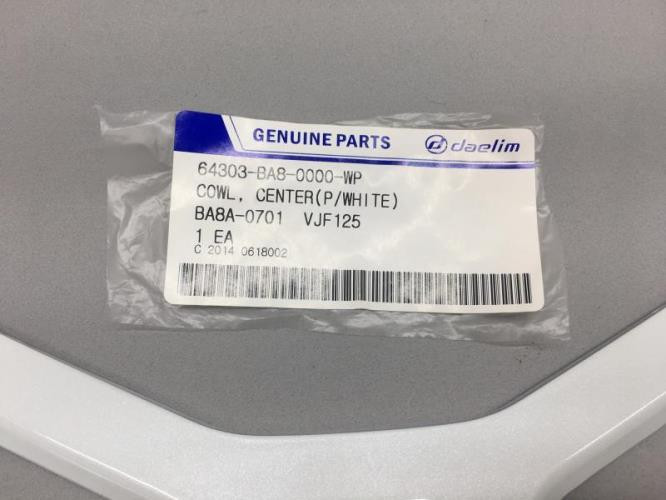 GENUINE PARTS daelim
64303-BA8-0000-WP
COWL, CENTER(P/WHITE)
BA8A-0701 VJF125
1 EA
C 2014 0618002